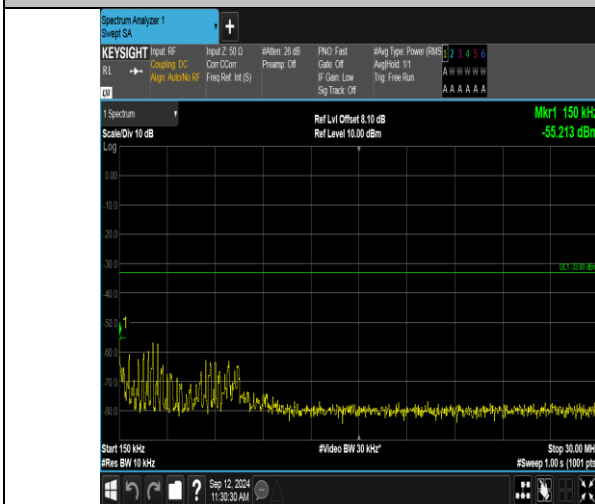 Spectrum Analyzer 1
Swept SA
+
KEYSIGHT Input: RF Input Z: 50 Ω #Atten: 26 dB PNO: Fast #Avg Type: Power (RMS 1 2 3 4 5 6
RL Coupling: DC Corr CCorr Preamp: Off Gate: Off Avg|Hold: 1/1 A W W W W W
Align: Auto/No RF Freq Ref: Int (S) IF Gain: Low Trig: Free Run
Sig Track: Off A A A A A A
LXI
1 Spectrum Ref Lvl Offset 8.10 dB Mkr1 150 kHz
Scale/Div 10 dB Ref Level 10.00 dBm -55.213 dBm
Log
0.00
-10.0
-20.0
-30.0
DL1 -33.00 dBm
-40.0
-50.0
1
-60.0
-70.0
-80.0
Start 150 kHz #Video BW 30 kHz* Stop 30.00 MH
#Res BW 10 kHz #Sweep 1.00 s (1001 pts
? Sep 12, 2024
11:30:30 AM